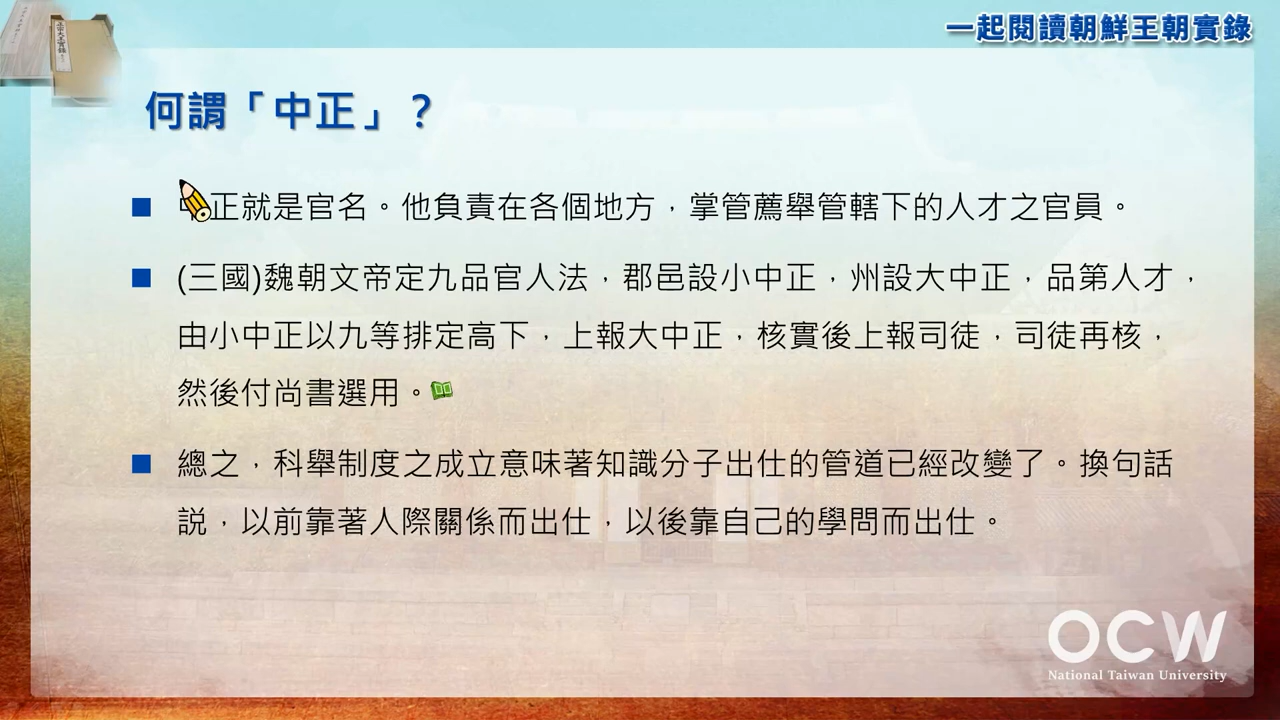 一起閱讀朝鮮王朝實錄
何謂「中正」？
中正就是官名。他負責在各個地方，掌管薦舉管轄下的人才之官員。
(三國)魏朝文帝定九品官人法，郡邑設小中正，州設大中正，品第人才，
由小中正以九等排定高下，上報大中正，核實後上報司徒，司徒再核，
然後付尚書選用。
總之，科舉制度之成立意味著知識分子出仕的管道已經改變了。換句話
說，以前靠著人際關係而出仕，以後靠自己的學問而出仕。
OCW
National Taiwan University